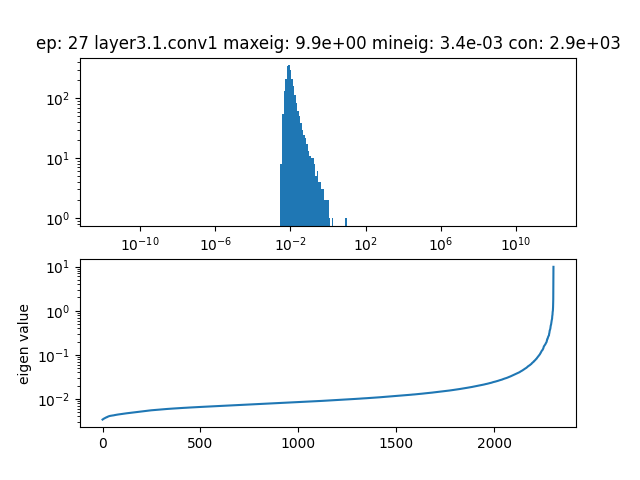 ep: 27 layer3.1.conv1 maxeig: 9.9e+00 mineig: 3.4e-03 con: 2.9e+03
10²
10¹
10⁰
10⁻¹⁰ 10⁻⁶ 10⁻² 10² 10⁶ 10¹⁰
10¹
10⁰
10⁻¹
10⁻²
eigen value
0 500 1000 1500 2000